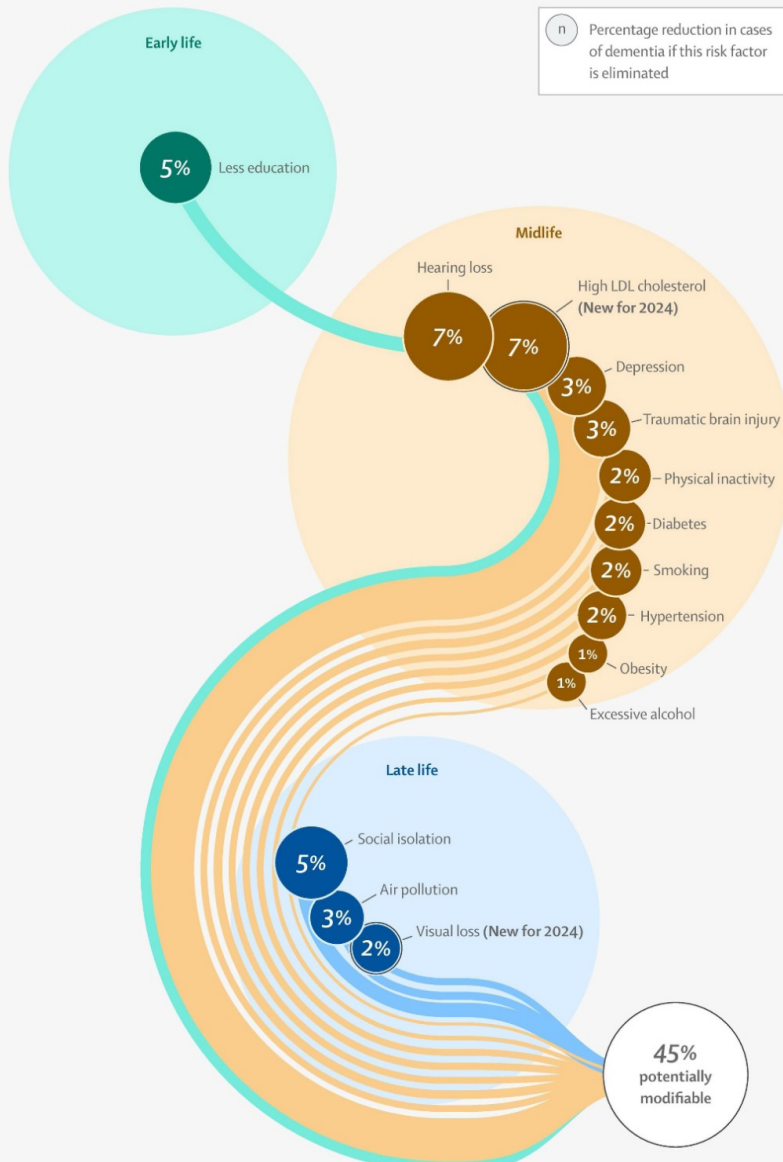 n
Percentage reduction in cases
of dementia if this risk factor
is eliminated
Early life
5%
Less education
Midlife
Hearing loss
7%
High LDL cholesterol
(New for 2024)
7%
Depression
3%
Traumatic brain injury
3%
Physical inactivity
2%
Diabetes
2%
Smoking
2%
Hypertension
2%
Obesity
1%
Excessive alcohol
1%
Late life
Social isolation
5%
Air pollution
3%
Visual loss (New for 2024)
2%
45%
potentially
modifiable